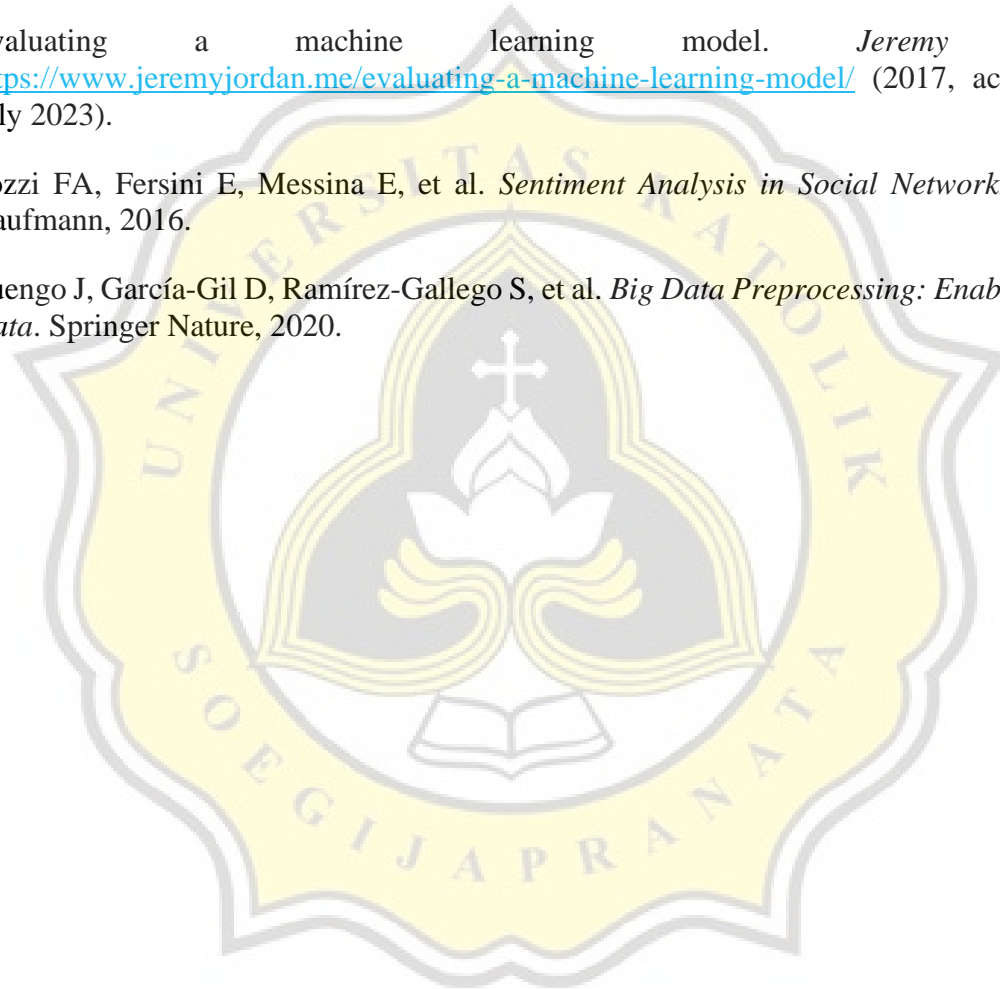 valuating a machine learning model. Jeremy
tps://www.jeremyjordan.me/evaluating-a-machine-learning-model/ (2017, ac
ly 2023).
ozzi FA, Fersini E, Messina E, et al. Sentiment Analysis in Social Network
aufmann, 2016.
uengo J, García-Gil D, Ramírez-Gallego S, et al. Big Data Preprocessing: Enab
ata. Springer Nature, 2020.
UNIVERSITAS KATOLIK
SOEGIJAPRANATA